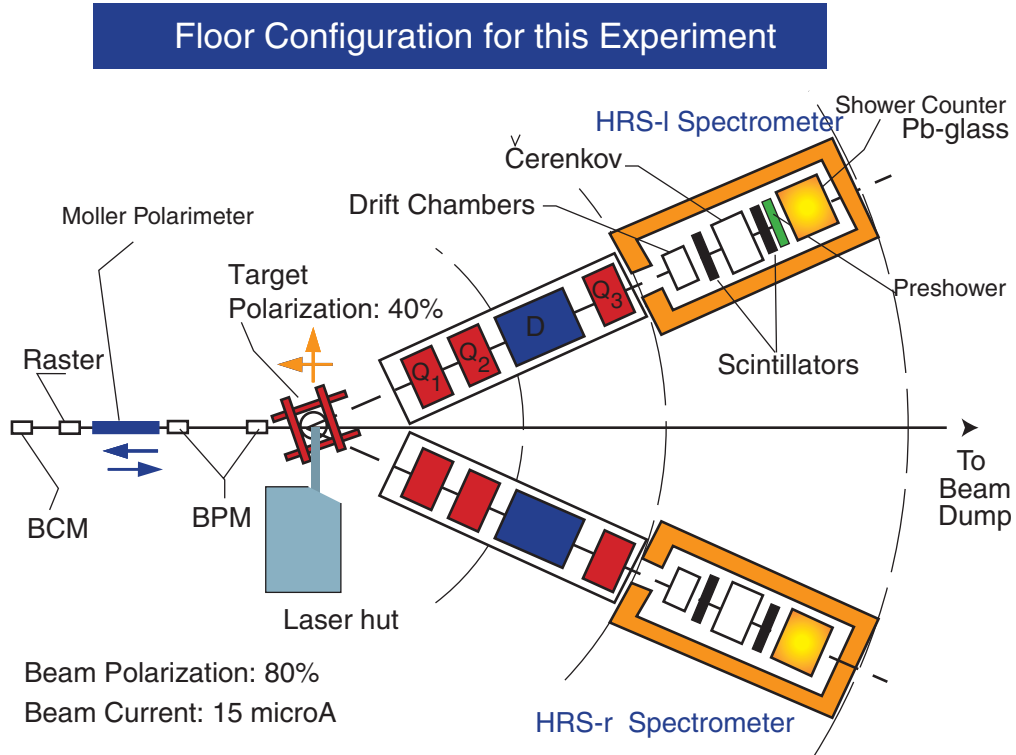 Floor Configuration for this Experiment
HRS-l Spectrometer
Shower Counter
Pb-glass
Čerenkov
Drift Chambers
Moller Polarimeter
Target
Polarization: 40%
Preshower
Scintillators
Raster
Q1
Q2
D
Q3
BCM
BPM
To
Beam
Dump
Laser hut
Beam Polarization: 80%
Beam Current: 15 microA
HRS-r Spectrometer